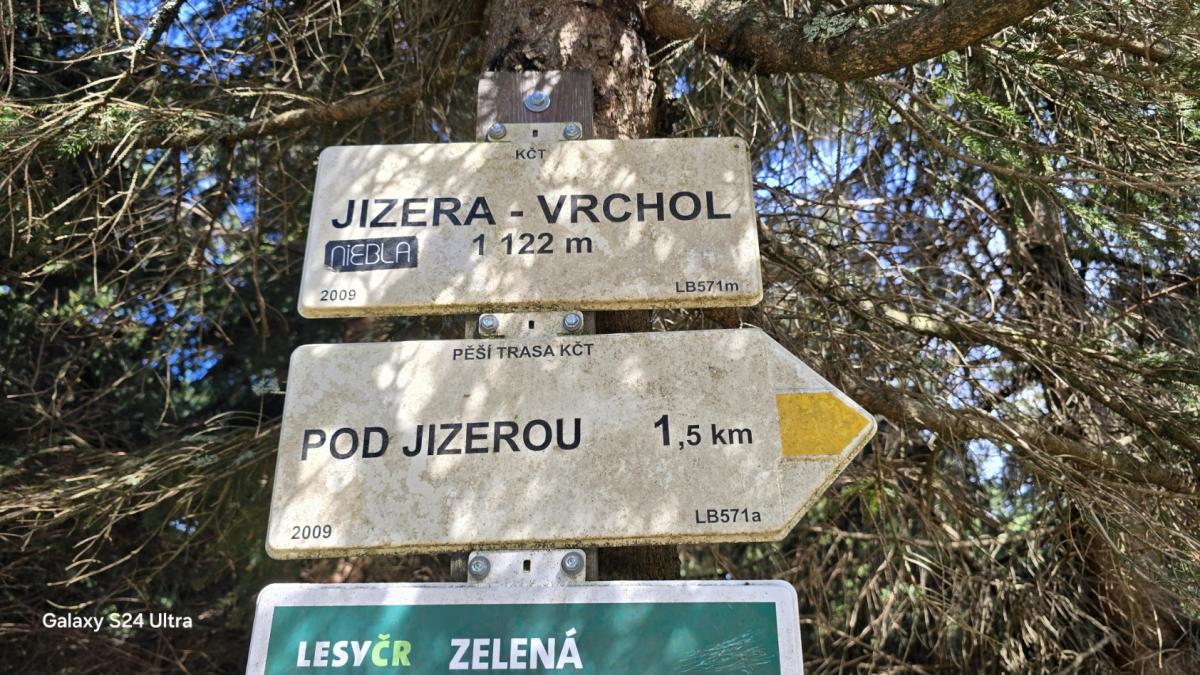 KČT
JIZERA - VRCHOL
NiEBLA
1 122 m
2009
LB571m
PĚŠÍ TRASA KČT
POD JIZEROU
1,5 km
2009
LB571a
LESYČR
ZELENÁ
Galaxy S24 Ultra